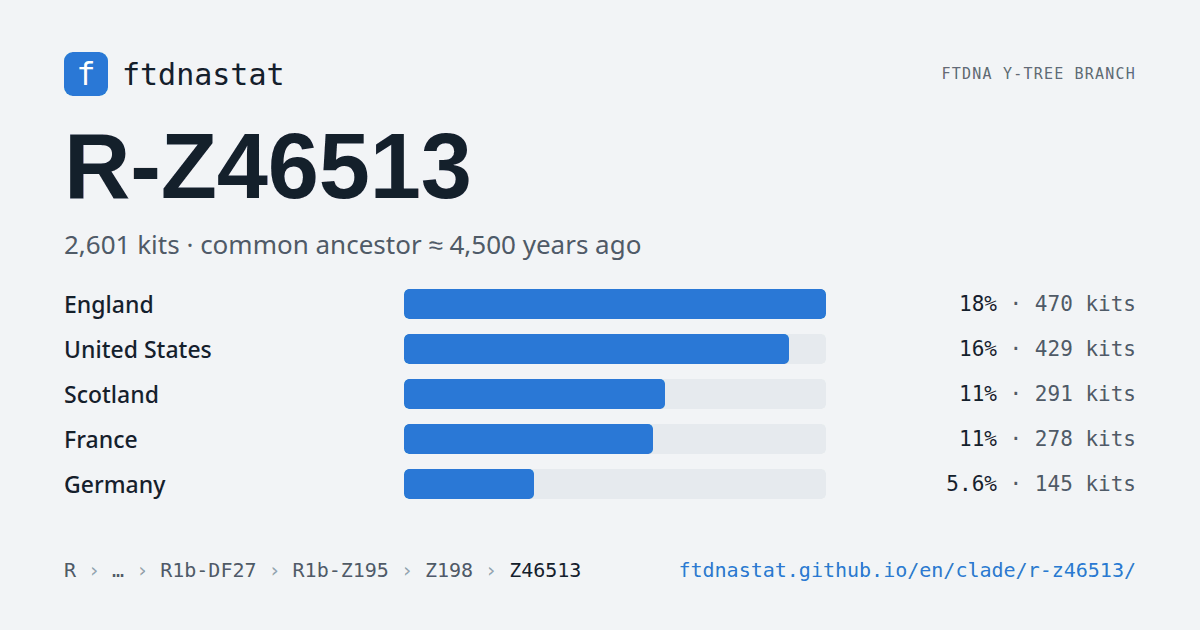 f ftdnastat
FTDNA Y-TREE BRANCH
R-Z46513
2,601 kits · common ancestor ≈ 4,500 years ago
England 18% · 470 kits
United States 16% · 429 kits
Scotland 11% · 291 kits
France 11% · 278 kits
Germany 5.6% · 145 kits
R › … › R1b-DF27 › R1b-Z195 › Z198 › Z46513
ftdnastat.github.io/en/clade/r-z46513/